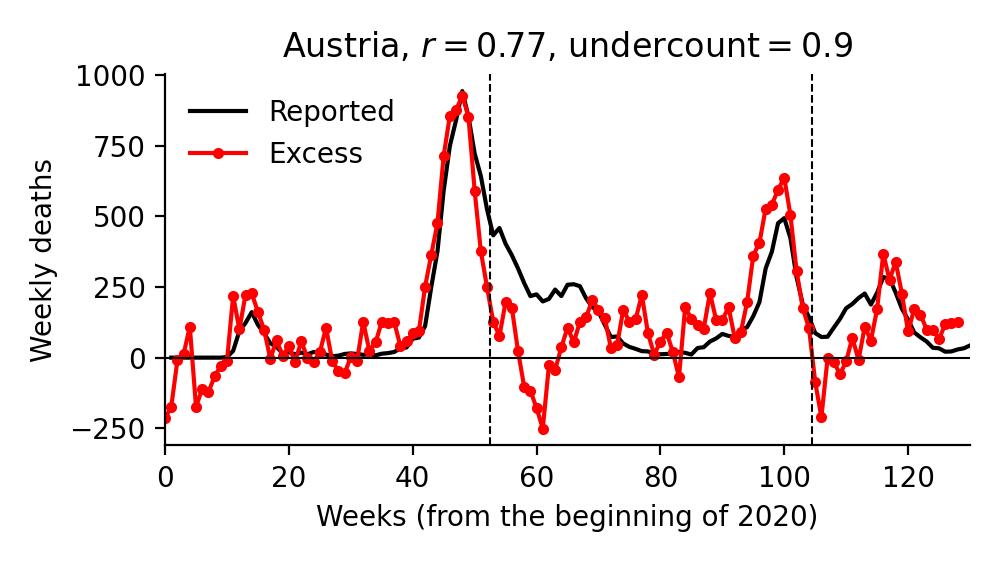 Austria, r = 0.77, undercount = 0.9
1000
750
500
250
0
−250
Weekly deaths
Reported
Excess
0 20 40 60 80 100 120
Weeks (from the beginning of 2020)